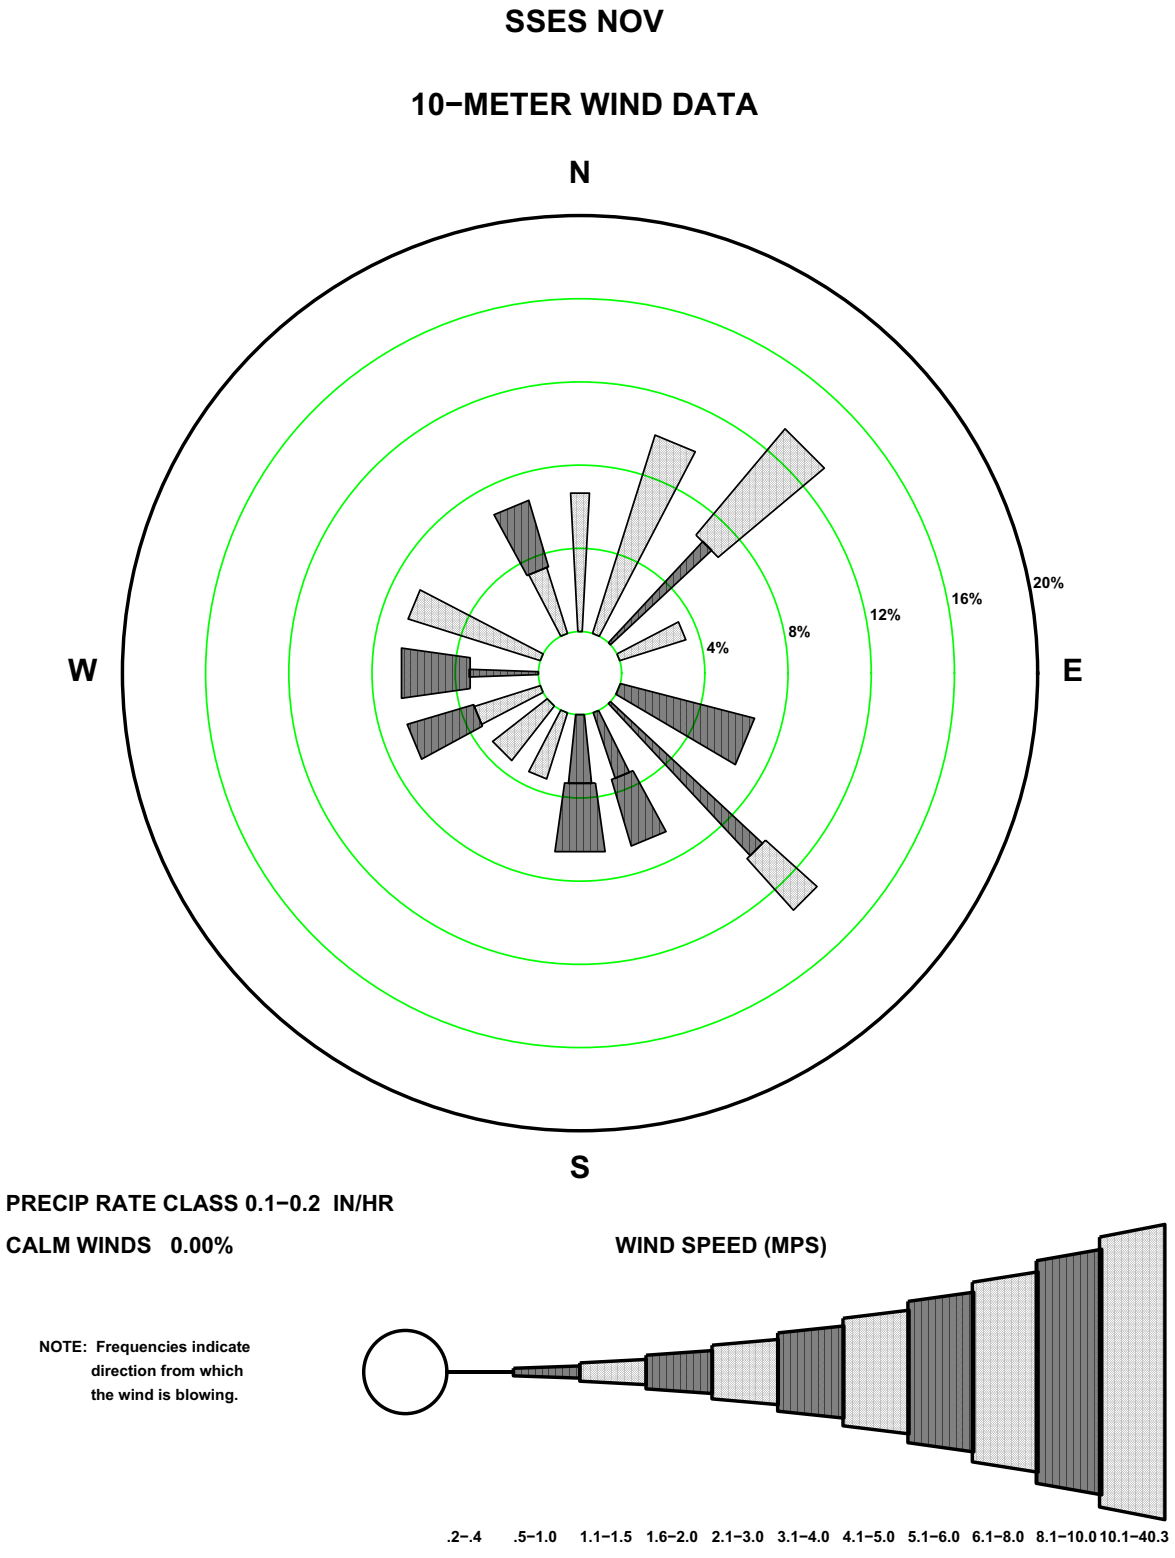 SSES NOV
10−METER WIND DATA
N
20%
16%
12%
8%
4%
W
E
S
PRECIP RATE CLASS 0.1−0.2 IN/HR
CALM WINDS 0.00%
WIND SPEED (MPS)
NOTE: Frequencies indicate
direction from which
the wind is blowing.
.2−.4 .5−1.0 1.1−1.5 1.6−2.0 2.1−3.0 3.1−4.0 4.1−5.0 5.1−6.0 6.1−8.0 8.1−10.0 10.1−40.3